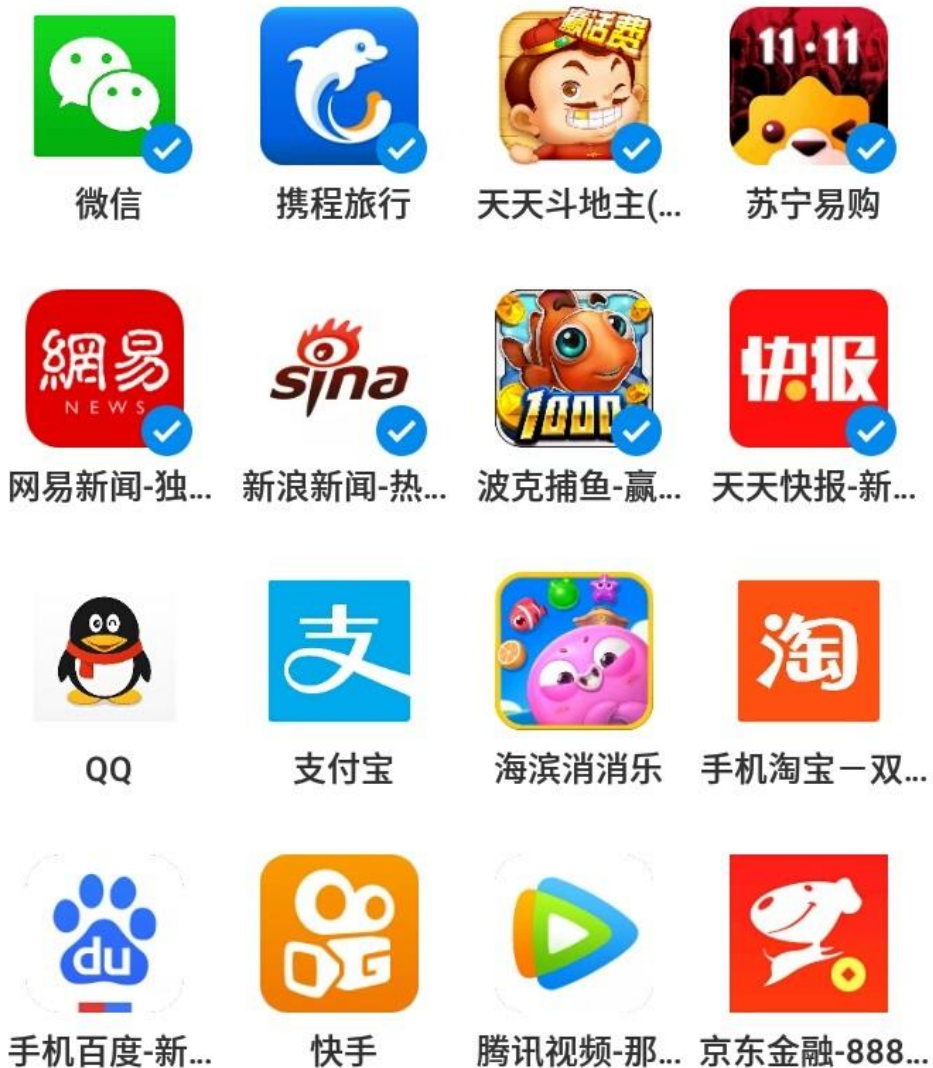 赢话费
11·11
微信
携程旅行
天天斗地主(...
苏宁易购
網易
NEWS
sina
1000
快报
网易新闻-独...
新浪新闻-热...
波克捕鱼-赢...
天天快报-新...
支
淘
QQ
支付宝
海滨消消乐
手机淘宝－双...
du
手机百度-新...
快手
腾讯视频-那...
京东金融-888...